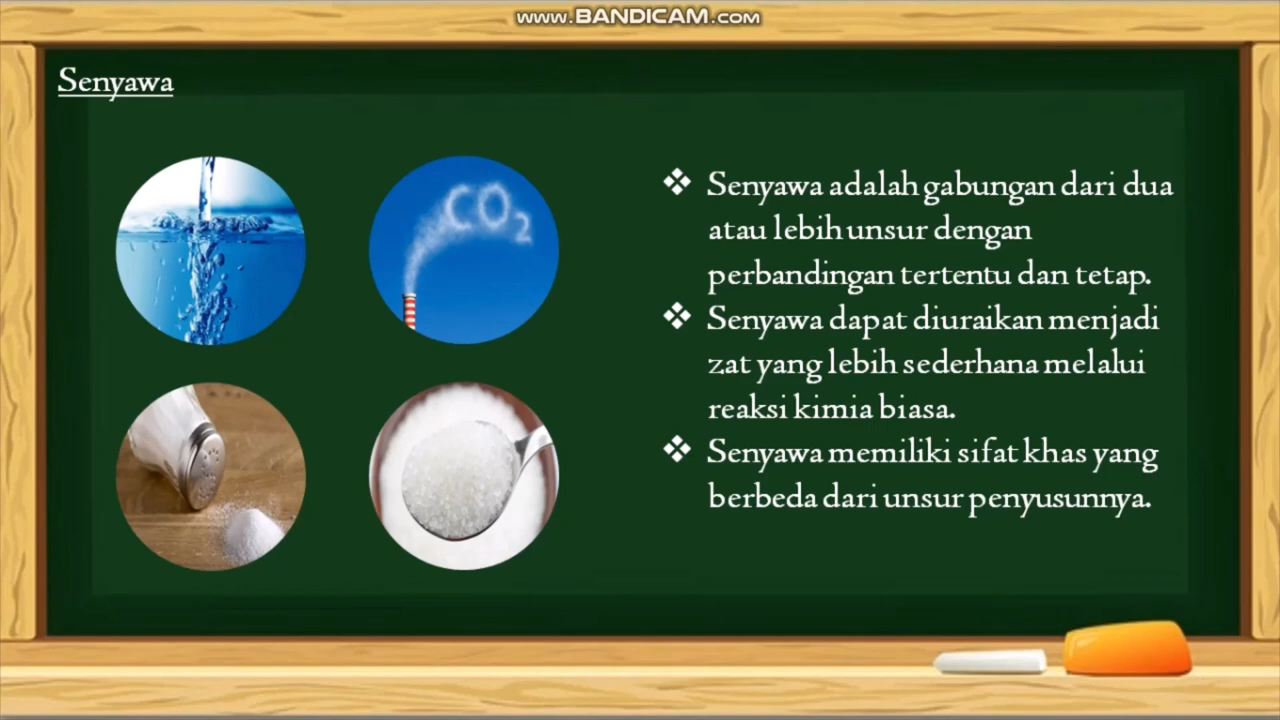 www.BANDICAM.com
Senyawa
CO₂
❖ Senyawa adalah gabungan dari dua
atau lebih unsur dengan
perbandingan tertentu dan tetap.
❖ Senyawa dapat diuraikan menjadi
zat yang lebih sederhana melalui
reaksi kimia biasa.
❖ Senyawa memiliki sifat khas yang
berbeda dari unsur penyusunnya.